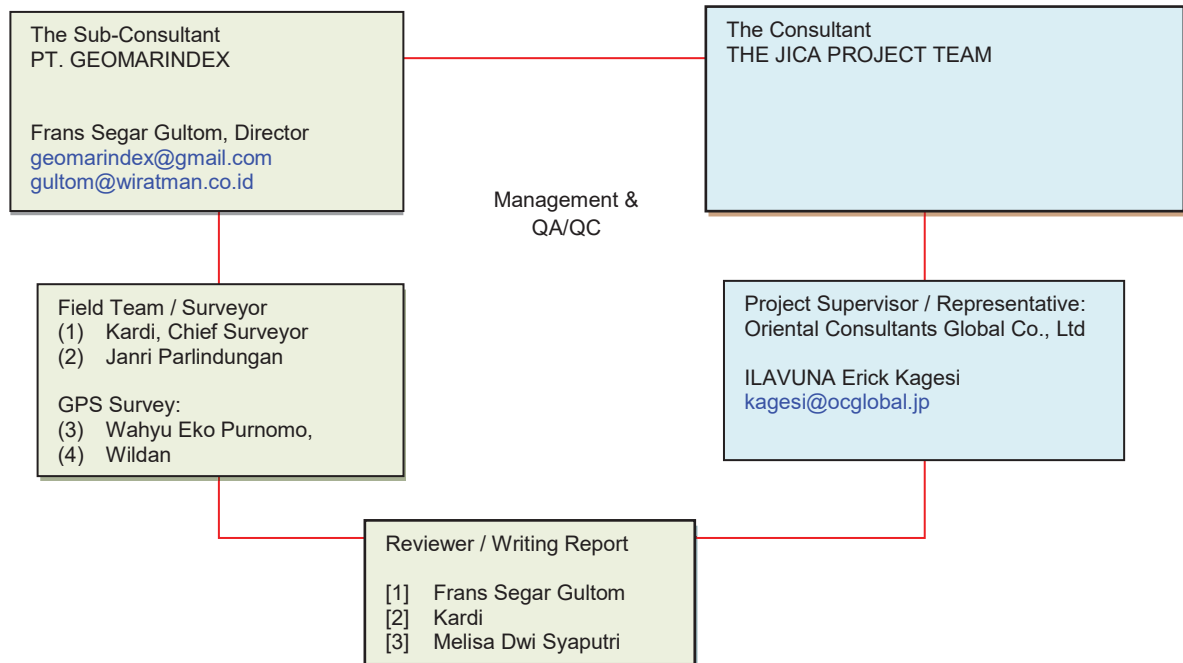 The Sub-Consultant
PT. GEOMARINDEX
Frans Segar Gultom, Director
geomarindex@gmail.com
gultom@wiratman.co.id
The Consultant
THE JICA PROJECT TEAM
Management &
QA/QC
Field Team / Surveyor
(1) Kardi, Chief Surveyor
(2) Janri Parlindungan
GPS Survey:
(3) Wahyu Eko Purnomo,
(4) Wildan
Project Supervisor / Representative:
Oriental Consultants Global Co., Ltd
ILAVUNA Erick Kagesi
kagesi@ocglobal.jp
Reviewer / Writing Report
[1] Frans Segar Gultom
[2] Kardi
[3] Melisa Dwi Syaputri